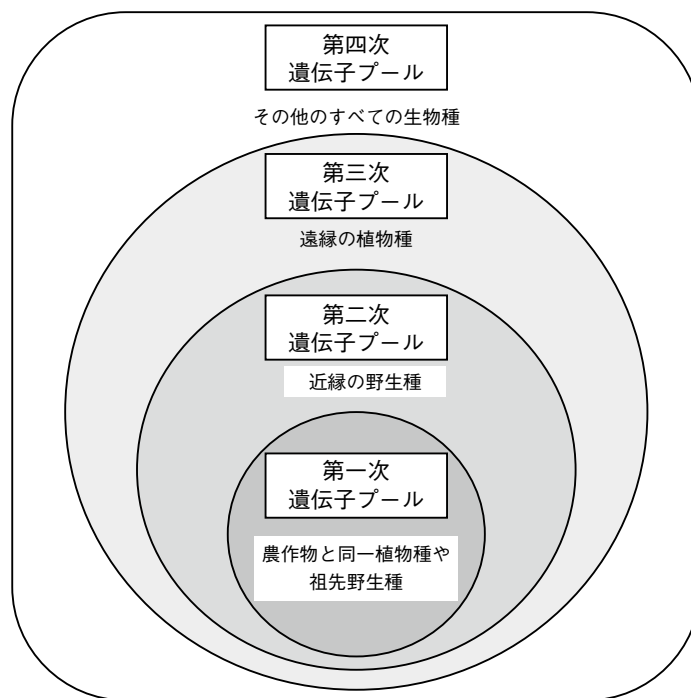 第四次
遺伝子プール
その他のすべての生物種
第三次
遺伝子プール
遠縁の植物種
第二次
遺伝子プール
近縁の野生種
第一次
遺伝子プール
農作物と同一植物種や
祖先野生種